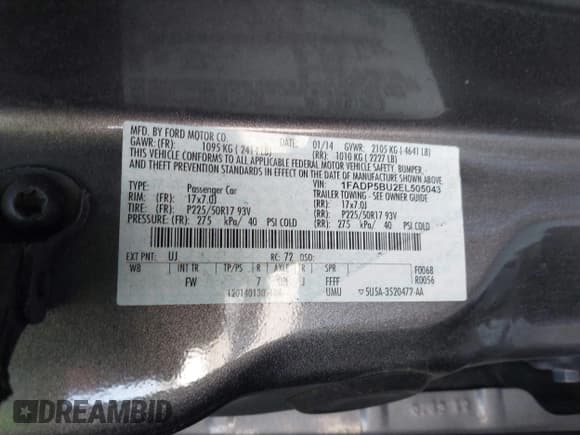 MFD. BY FORD MOTOR CO.
DATE: 01/14 GVWR: 2105 KG ( 4641 LB)
GAWR: (FR): 1095 KG ( LB) (RR): 1010 KG ( 2227 LB)
THIS VEHICLE CONFORMS TO ALL APPLICABLE FEDERAL MOTOR VEHICLE SAFETY, BUMPER,
AND THEFT PREVENTION STANDARDS IN EFFECT ON THE DATE OF MANUFACTURE SHOWN ABOVE.
VIN: 1FADP5BU2EL505043
TYPE: Passenger Car TRAILER TOWING - SEE OWNER GUIDE
RIM: (FR): 17x7.0J (RR): 17x7.0J
TIRE: (FR): P225/50R17 93V (RR): P225/50R17 93V
PRESSURE: (FR): 275 kPa/ 40 PSI COLD (RR): 275 kPa/ 40 PSI COLD
EXT PNT: UJ RC: 72 DSO: F0068
WB INT TR TP/PS R AXLE TR SPR R0056
FW 7 J FFFF
UMU 5U5A-3520472-AA
DREAMBID